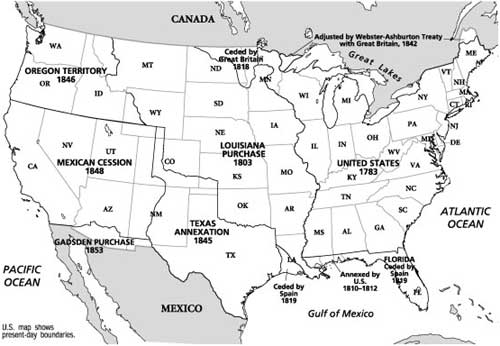 CANADA
Adjusted by Webster-Ashburton Treaty
with Great Britain, 1842
Ceded by
Great Britain
1818
Great Lakes
WA
OREGON TERRITORY
1846
OR
ID
MT
ND
MN
ME
VT
NH
MA
CT
RI
NY
WI
MI
SD
WY
PA
NJ
IA
NE
OH
IN
IL
MD
DE
NV
UT
MEXICAN CESSION
1848
CO
LOUISIANA
PURCHASE
1803
UNITED STATES
1783
WV
VA
KY
CA
KS
MO
NC
TN
AZ
NM
OK
AR
SC
ATLANTIC
OCEAN
TEXAS
ANNEXATION
1845
MS
AL
GA
GADSDEN PURCHASE
1853
TX
LA
FLORIDA
Ceded by
Spain
1819
FL
PACIFIC
OCEAN
Ceded by
Spain
1819
Annexed by
U.S.
1810–1812
MEXICO
Gulf of Mexico
U.S. map shows
present-day boundaries.